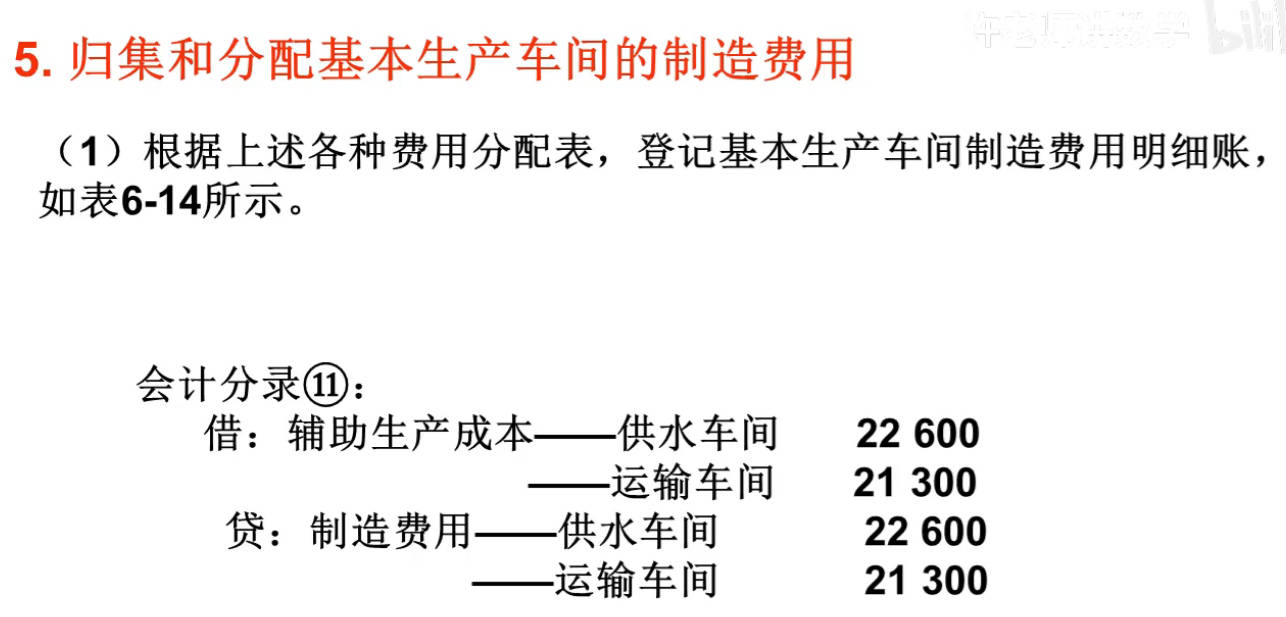 5. 归集和分配基本生产车间的制造费用
（1）根据上述各种费用分配表，登记基本生产车间制造费用明细账，
如表6-14所示。
会计分录⑪：
借：辅助生产成本——供水车间 22 600
——运输车间 21 300
贷：制造费用——供水车间 22 600
——运输车间 21 300